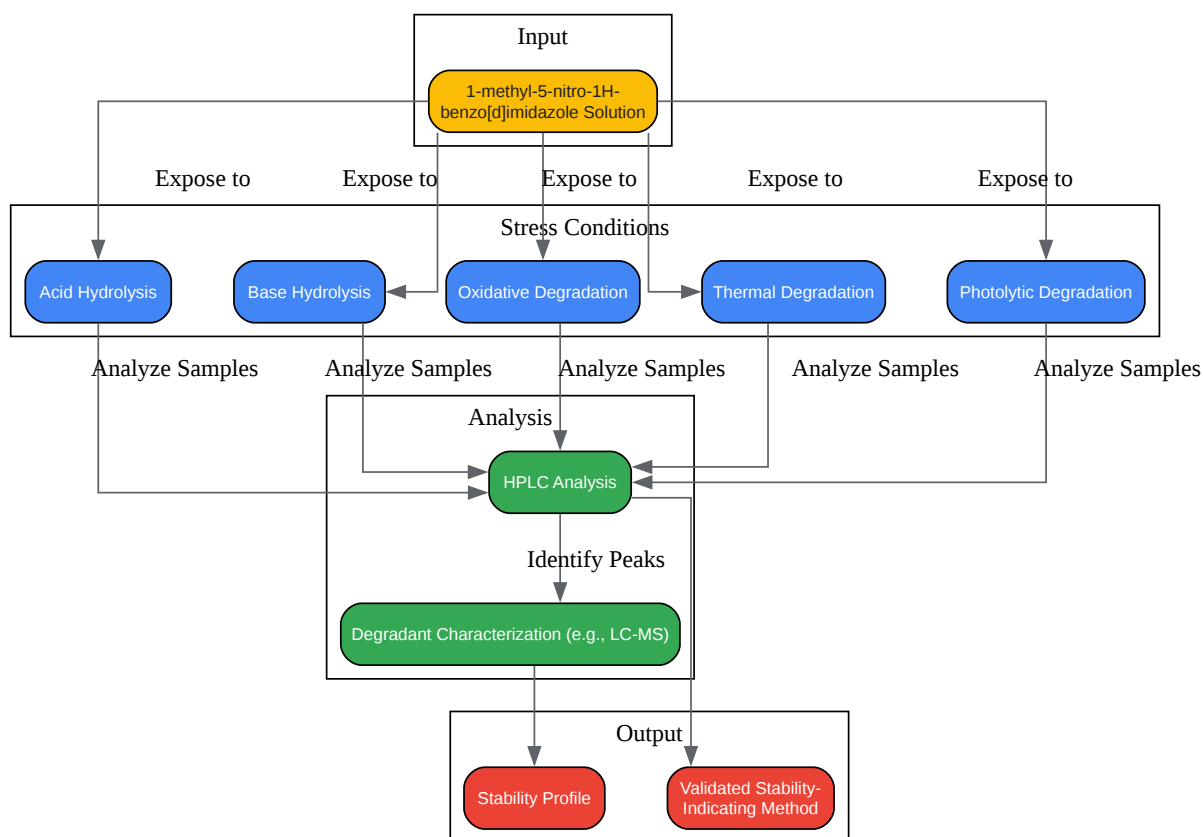 Input
1-methyl-5-nitro-1H-
benzo[d]imidazole Solution
Expose to
Expose to
Expose to
Expose to
Expose to
Stress Conditions
Acid Hydrolysis
Base Hydrolysis
Oxidative Degradation
Thermal Degradation
Photolytic Degradation
Analyze Samples
Analyze Samples
Analyze Samples
Analyze Samples
Analyze Samples
Analysis
HPLC Analysis
Identify Peaks
Degradant Characterization (e.g., LC-MS)
Output
Stability Profile
Validated Stability-
Indicating Method